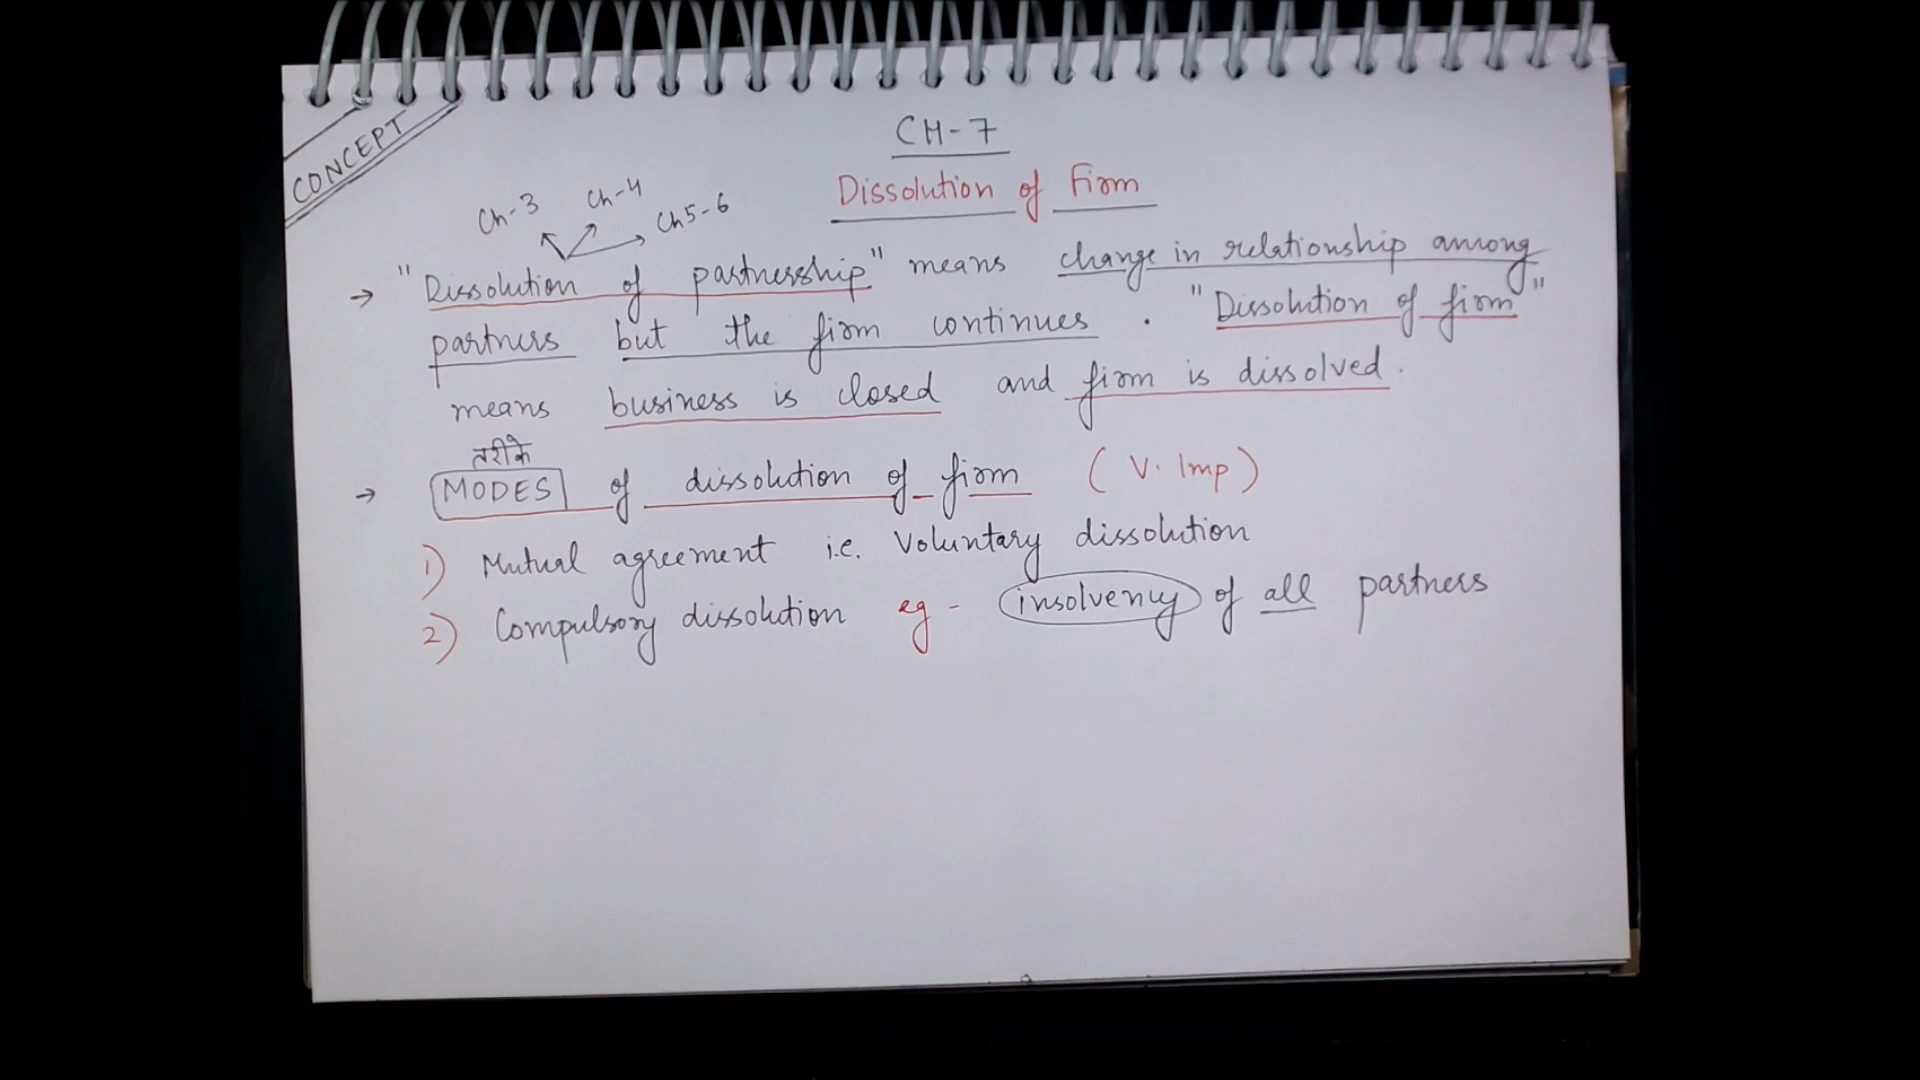 CONCEPT
CH-7
Dissolution of Firm
Ch-3 Ch-4 Ch5-6
→ "Dissolution of partnership" means change in relationship among
partners but the firm continues. "Dissolution of firm"
means business is closed and firm is dissolved.
तरीके
→ MODES of dissolution of firm (V. Imp)
1) Mutual agreement i.e. Voluntary dissolution
2) Compulsory dissolution eg - insolvency of all partners